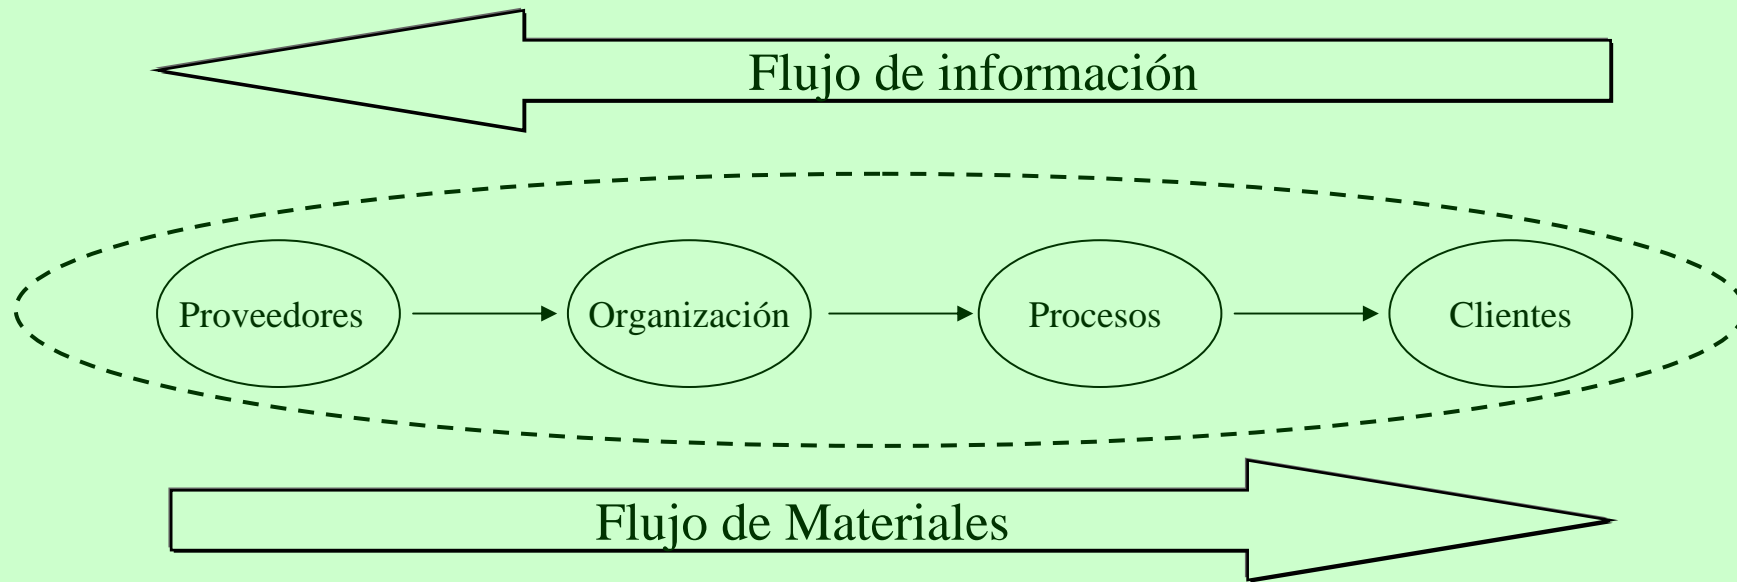 Flujo de información
Proveedores
Organización
Procesos
Clientes
Flujo de Materiales